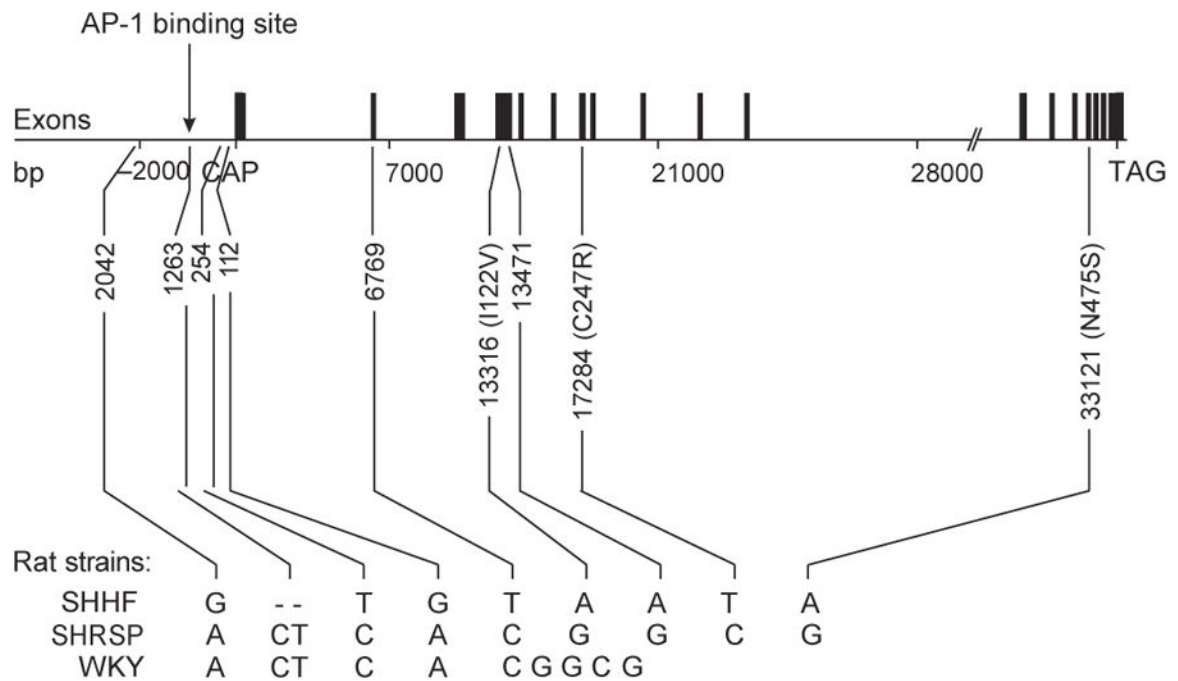 AP-1 binding site
Exons
bp –2000 CAP 7000 21000 28000 TAG
2042 1263 254 112 6769 13316 (I122V) 13471 17284 (C247R) 33121 (N475S)
Rat strains:
SHHF G - - T G T A A T A
SHRSP A CT C A C G G C G
WKY A CT C A C G G C G